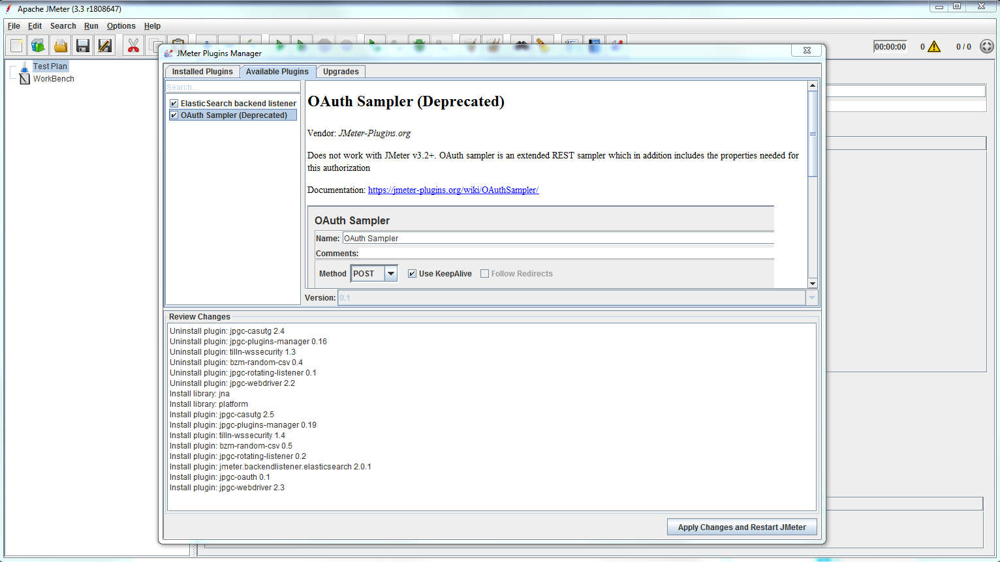 Apache JMeter (3.3 r1808647)
File Edit Search Run Options Help
00:00:00 0 0 / 0
Test Plan
WorkBench
JMeter Plugins Manager
Installed Plugins Available Plugins Upgrades
Search...
ElasticSearch backend listener
OAuth Sampler (Deprecated)
OAuth Sampler (Deprecated)
Vendor: JMeter-Plugins.org
Does not work with JMeter v3.2+. OAuth sampler is an extended REST sampler which in addition includes the properties needed for
this authorization
Documentation: https://jmeter-plugins.org/wiki/OAuthSampler/
OAuth Sampler
Name: OAuth Sampler
Comments:
Method POST Use KeepAlive Follow Redirects
Version: 0.1
Review Changes
Uninstall plugin: jpgc-casutg 2.4
Uninstall plugin: jpgc-plugins-manager 0.16
Uninstall plugin: tilln-wssecurity 1.3
Uninstall plugin: bzm-random-csv 0.4
Uninstall plugin: jpgc-rotating-listener 0.1
Uninstall plugin: jpgc-webdriver 2.2
Install library: jna
Install library: platform
Install plugin: jpgc-casutg 2.5
Install plugin: jpgc-plugins-manager 0.19
Install plugin: tilln-wssecurity 1.4
Install plugin: bzm-random-csv 0.5
Install plugin: jpgc-rotating-listener 0.2
Install plugin: jmeter.backendlistener.elasticsearch 2.0.1
Install plugin: jpgc-oauth 0.1
Install plugin: jpgc-webdriver 2.3
Apply Changes and Restart JMeter